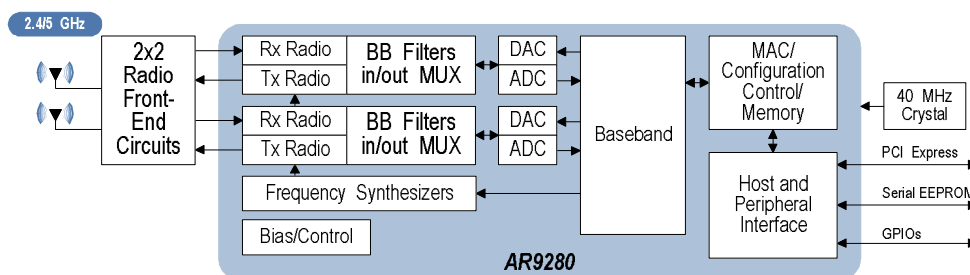 2.4/5 GHz
2x2
Radio
Front-
End
Circuits
Rx Radio
Tx Radio
BB Filters
in/out MUX
DAC
ADC
Rx Radio
Tx Radio
BB Filters
in/out MUX
DAC
ADC
Frequency Synthesizers
Bias/Control
Baseband
MAC/
Configuration
Control/
Memory
Host and
Peripheral
Interface
40 MHz
Crystal
PCI Express
Serial EEPROM
GPIOs
AR9280